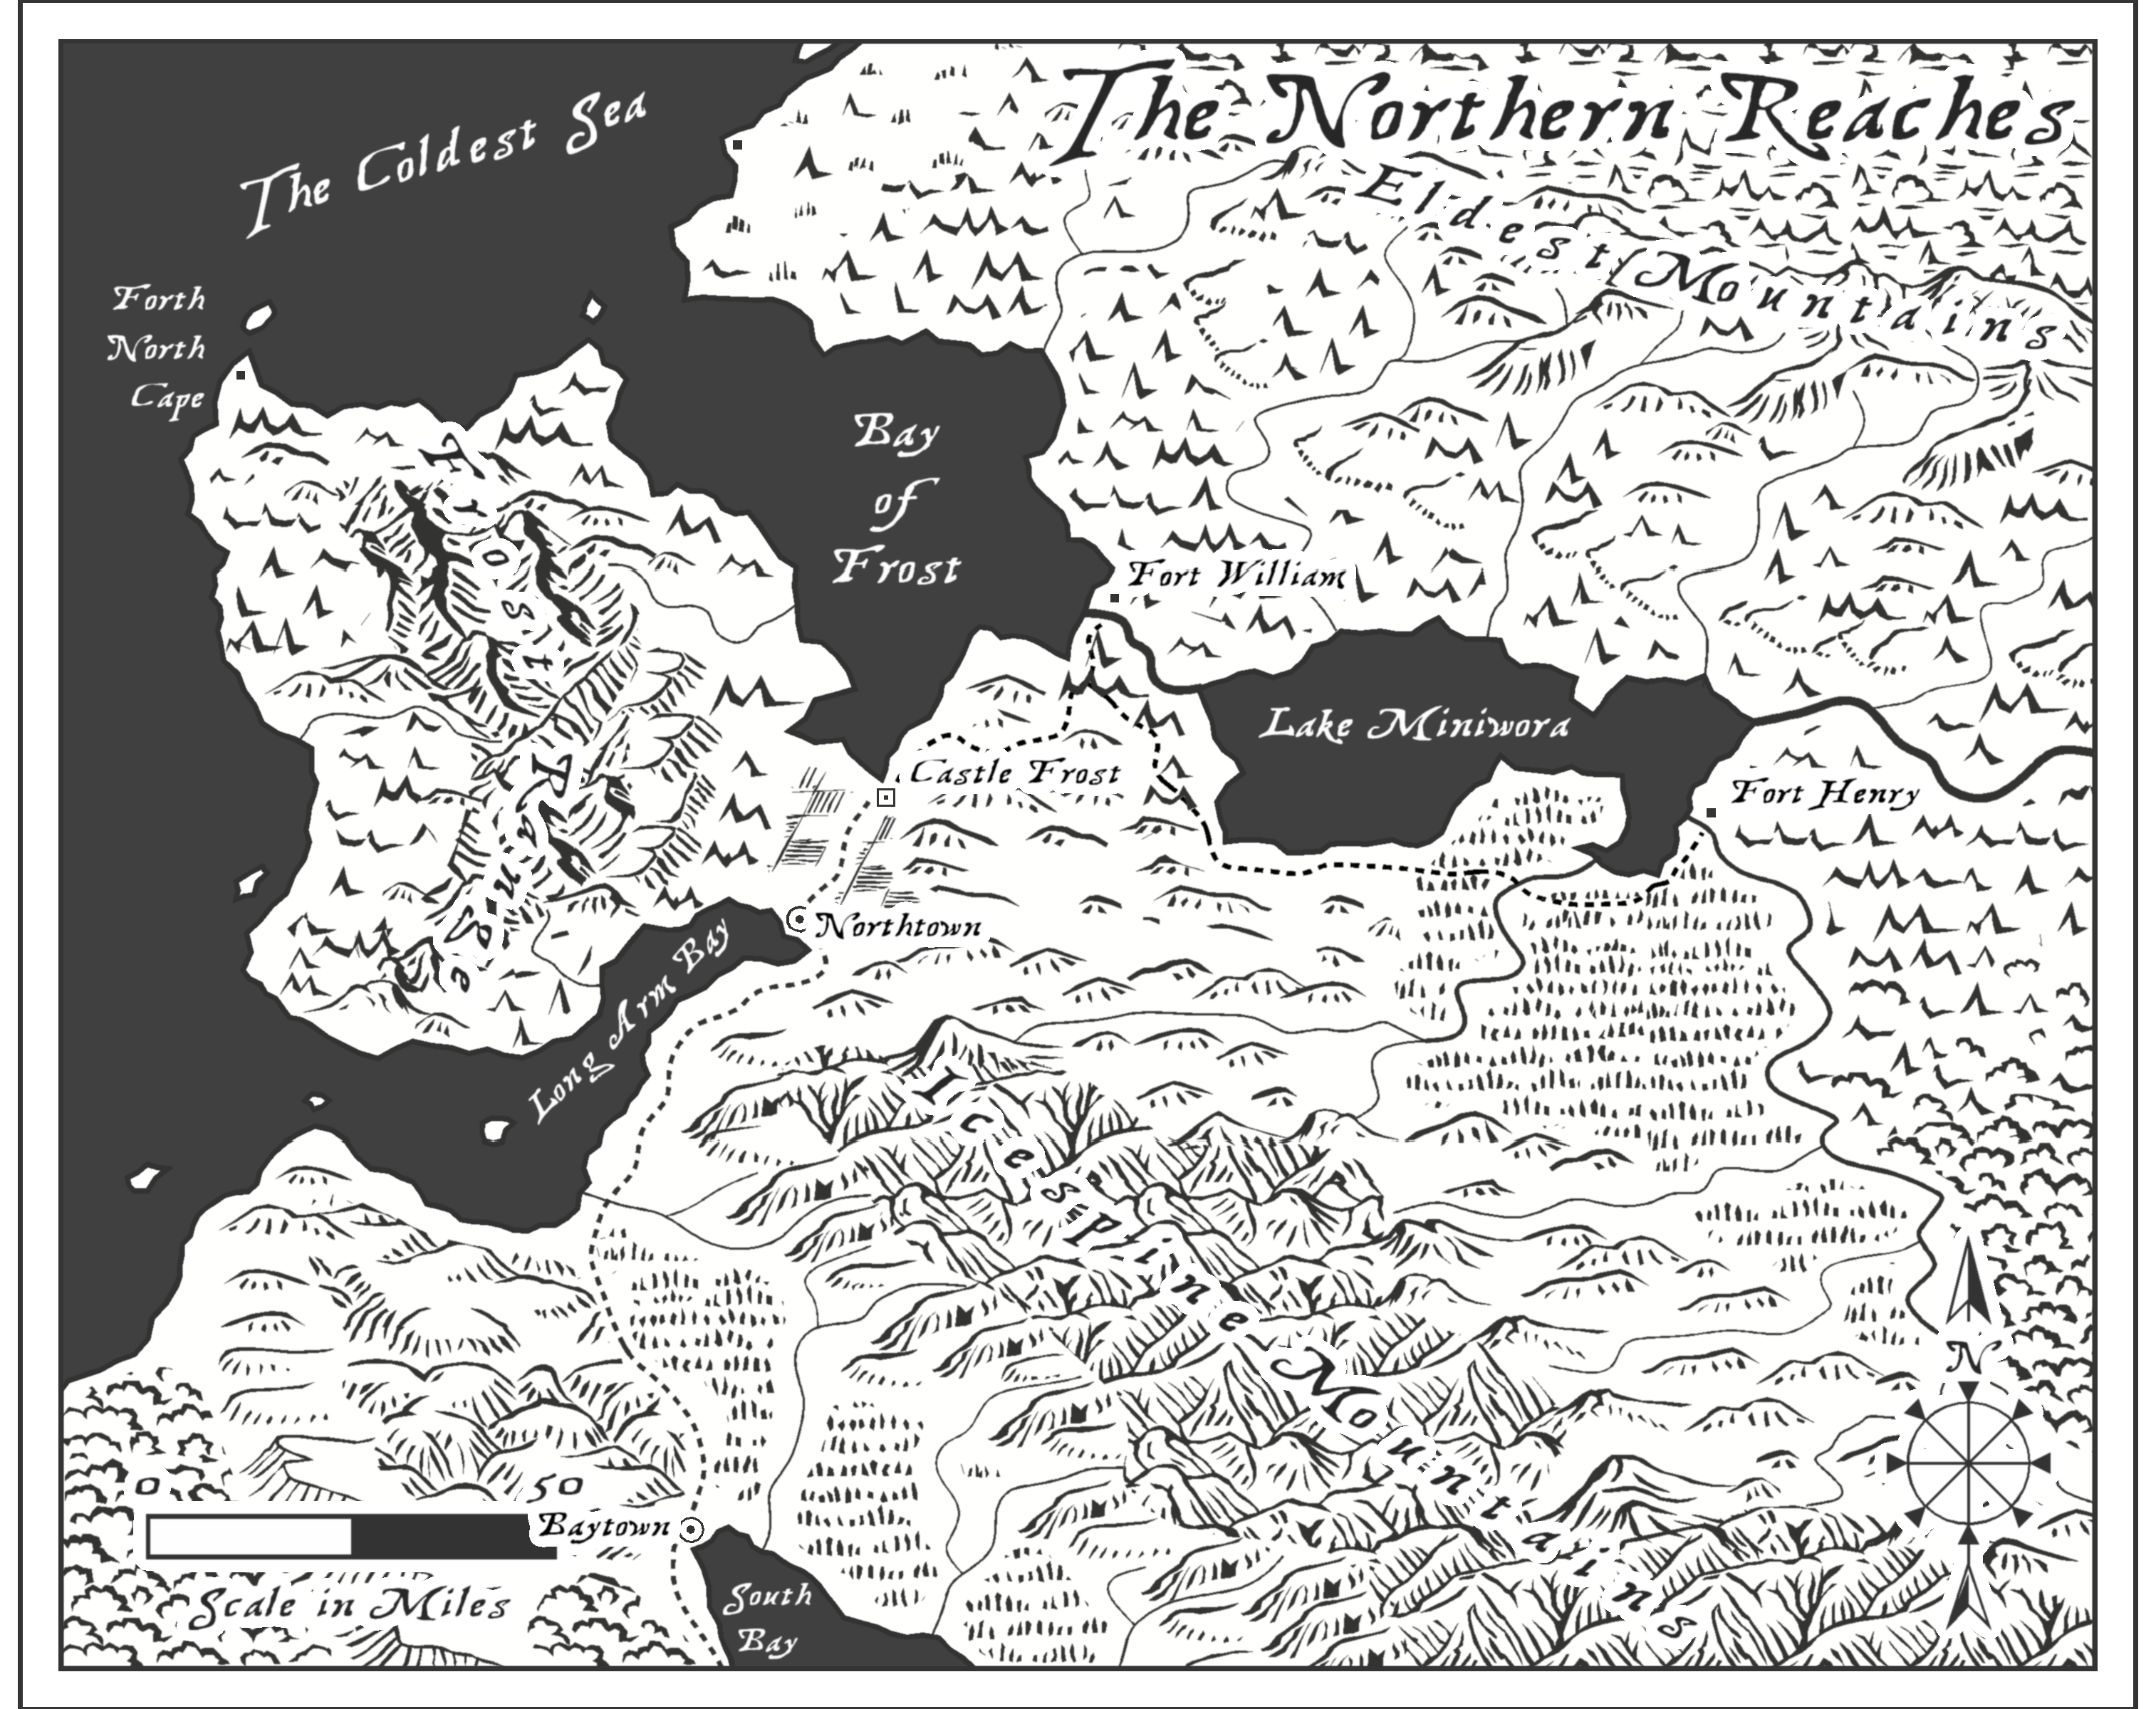 The Northern Reaches
The Coldest Sea
Eldest Mountains
Forth
North
Cape
Bay
of
Frost
Frostfang Range
Fort William
Lake Miniwora
Castle Frost
Fort Henry
Northtown
Long Arm Bay
Icespine Mountains
N
0
50
Baytown
Scale in Miles
South
Bay